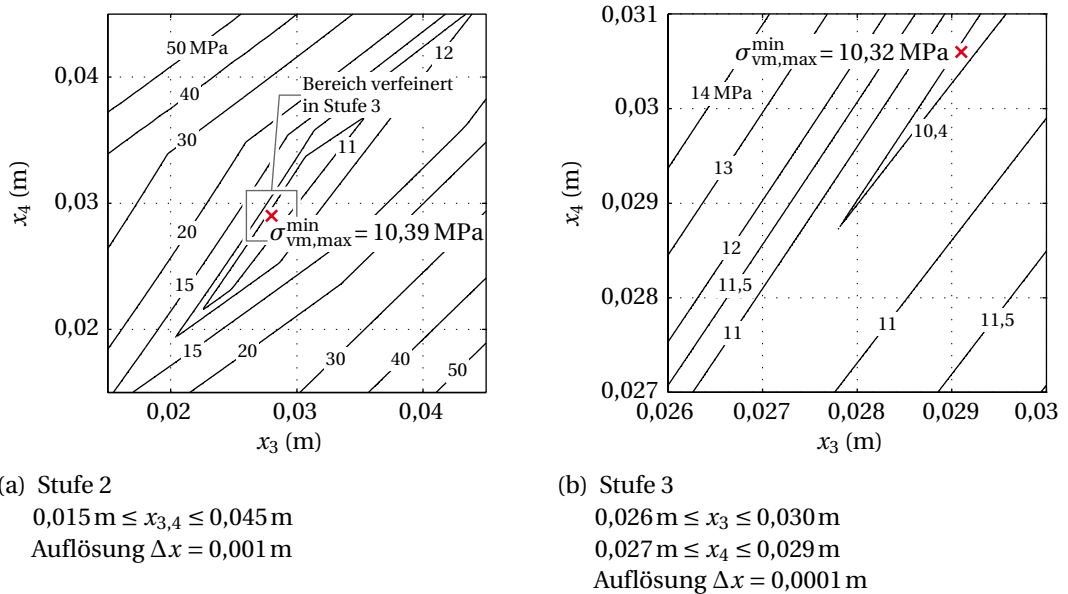 50 MPa
40
30
20
15
15
20
30
40
50
12
11
Bereich verfeinert
in Stufe 3
σ min vm,max = 10,39 MPa
0,04
0,03
0,02
x4 (m)
0,02 0,03 0,04
x3 (m)
(a) Stufe 2
0,015 m ≤ x3,4 ≤ 0,045 m
Auflösung Δx = 0,001 m
0,031
0,03
0,029
0,028
0,027
x4 (m)
σ min vm,max = 10,32 MPa
14 MPa
13
12
11,5
11
10,4
11
11,5
0,026 0,027 0,028 0,029 0,03
x3 (m)
(b) Stufe 3
0,026 m ≤ x3 ≤ 0,030 m
0,027 m ≤ x4 ≤ 0,029 m
Auflösung Δx = 0,0001 m